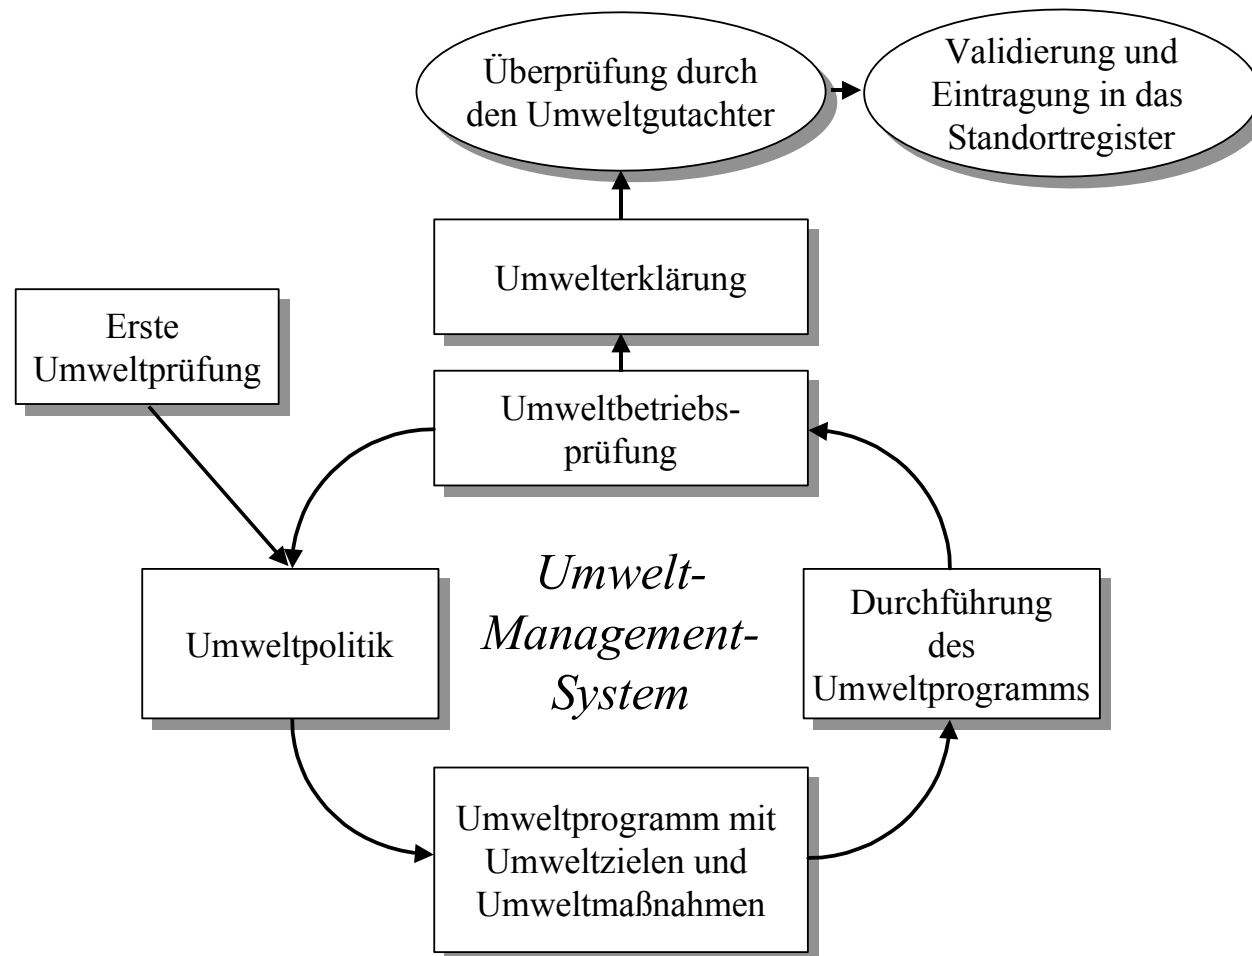 Überprüfung durch
den Umweltgutachter
Validierung und
Eintragung in das
Standortregister
Umwelterklärung
Erste
Umweltprüfung
Umweltbetriebs-
prüfung
Umwelt-
Management-
System
Umweltpolitik
Durchführung
des
Umweltprogramms
Umweltprogramm mit
Umweltzielen und
Umweltmaßnahmen